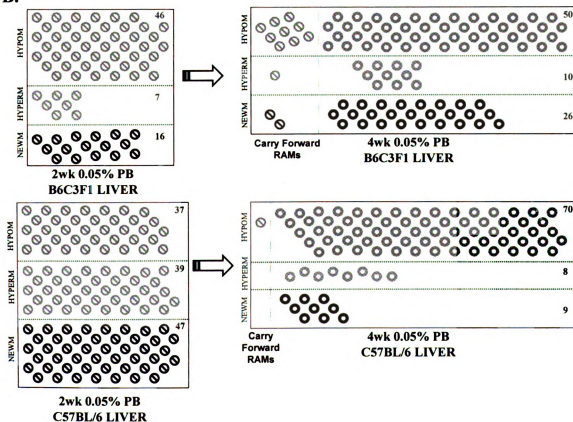 B.
HYPOM
46
HYPERM
7
NEWM
16
2wk 0.05% PB
B6C3F1 LIVER
HYPOM
50
HYPERM
10
NEWM
26
Carry Forward
RAMs
4wk 0.05% PB
B6C3F1 LIVER
HYPOM
37
HYPERM
39
NEWM
47
2wk 0.05% PB
C57BL/6 LIVER
HYPOM
70
HYPERM
8
NEWM
9
Carry
Forward
RAMs
4wk 0.05% PB
C57BL/6 LIVER